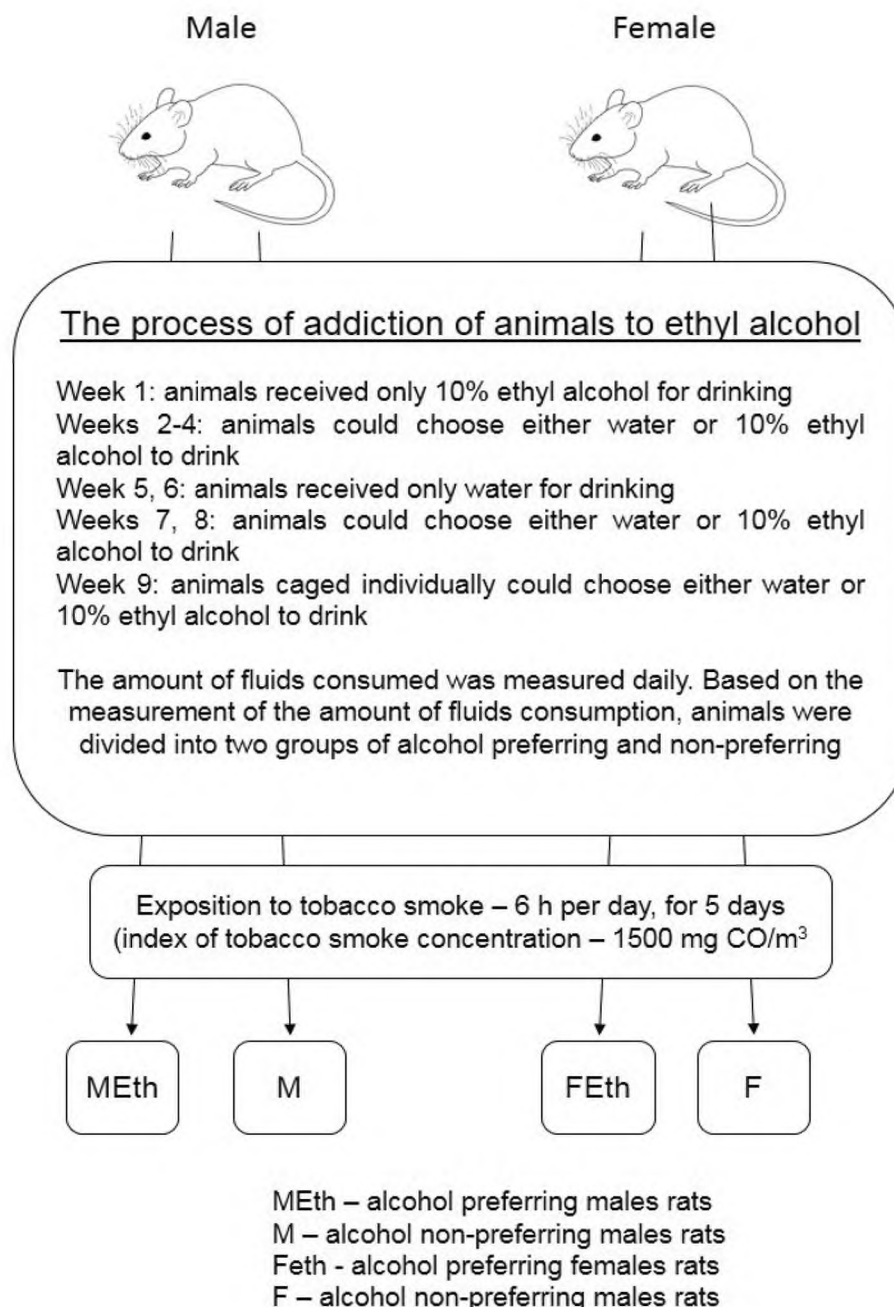 Male Female
The process of addiction of animals to ethyl alcohol
Week 1: animals received only 10% ethyl alcohol for drinking
Weeks 2-4: animals could choose either water or 10% ethyl
alcohol to drink
Week 5, 6: animals received only water for drinking
Weeks 7, 8: animals could choose either water or 10% ethyl
alcohol to drink
Week 9: animals caged individually could choose either water or
10% ethyl alcohol to drink
The amount of fluids consumed was measured daily. Based on the
measurement of the amount of fluids consumption, animals were
divided into two groups of alcohol preferring and non-preferring
Exposition to tobacco smoke – 6 h per day, for 5 days
(index of tobacco smoke concentration – 1500 mg CO/m³
MEth M FEth F
MEth – alcohol preferring males rats
M – alcohol non-preferring males rats
Feth - alcohol preferring females rats
F – alcohol non-preferring males rats